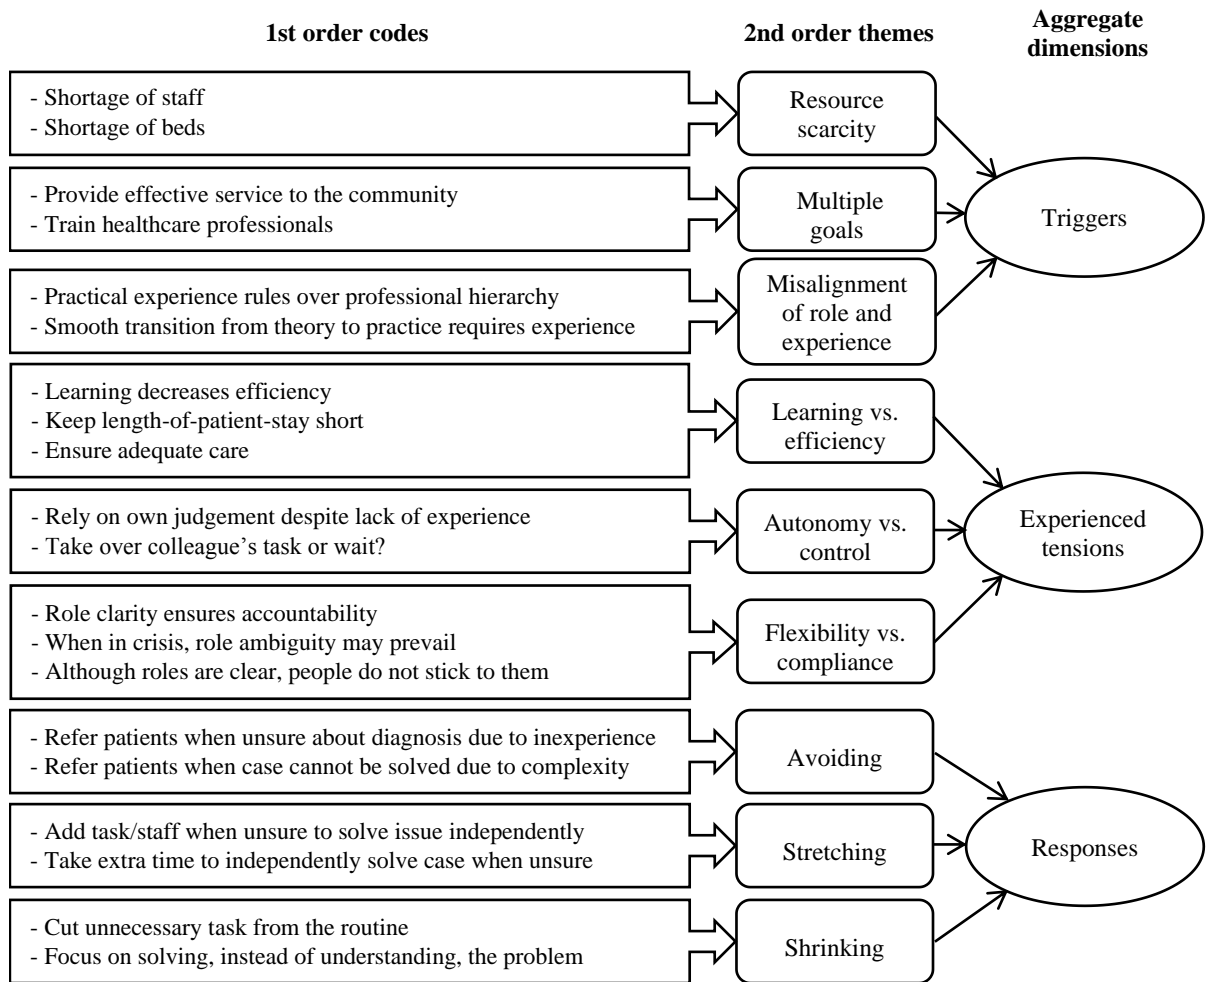 1st order codes
2nd order themes
Aggregate
dimensions
- Shortage of staff
- Shortage of beds
Resource
scarcity
- Provide effective service to the community
- Train healthcare professionals
Multiple
goals
- Practical experience rules over professional hierarchy
- Smooth transition from theory to practice requires experience
Misalignment
of role and
experience
Triggers
- Learning decreases efficiency
- Keep length-of-patient-stay short
- Ensure adequate care
Learning vs.
efficiency
- Rely on own judgement despite lack of experience
- Take over colleague's task or wait?
Autonomy vs.
control
- Role clarity ensures accountability
- When in crisis, role ambiguity may prevail
- Although roles are clear, people do not stick to them
Flexibility vs.
compliance
Experienced
tensions
- Refer patients when unsure about diagnosis due to inexperience
- Refer patients when case cannot be solved due to complexity
Avoiding
- Add task/staff when unsure to solve issue independently
- Take extra time to independently solve case when unsure
Stretching
- Cut unnecessary task from the routine
- Focus on solving, instead of understanding, the problem
Shrinking
Responses